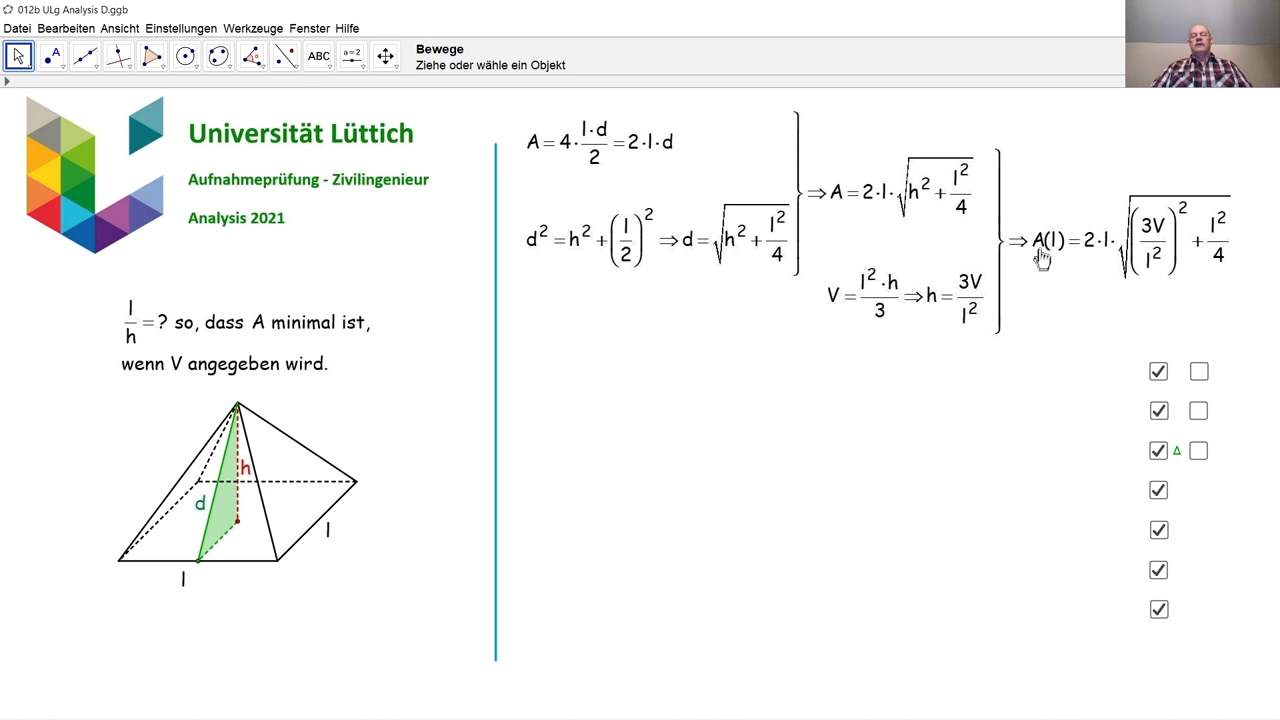 012b ULg Analysis D.ggb
Datei Bearbeiten Ansicht Einstellungen Werkzeuge Fenster Hilfe
A ABC a=2
Bewege
Ziehe oder wähle ein Objekt
Universität Lüttich
Aufnahmeprüfung - Zivilingenieur
Analysis 2021
l/h = ? so, dass A minimal ist,
wenn V angegeben wird.
h
d
l
l
A = 4·(l·d)/2 = 2·l·d
d² = h² + (l/2)² ⇒ d = √(h² + l²/4)
⇒ A = 2·l·√(h² + l²/4)
V = (l²·h)/3 ⇒ h = 3V/l²
⇒ A(l) = 2·l·√((3V/l²)² + l²/4)
Δ